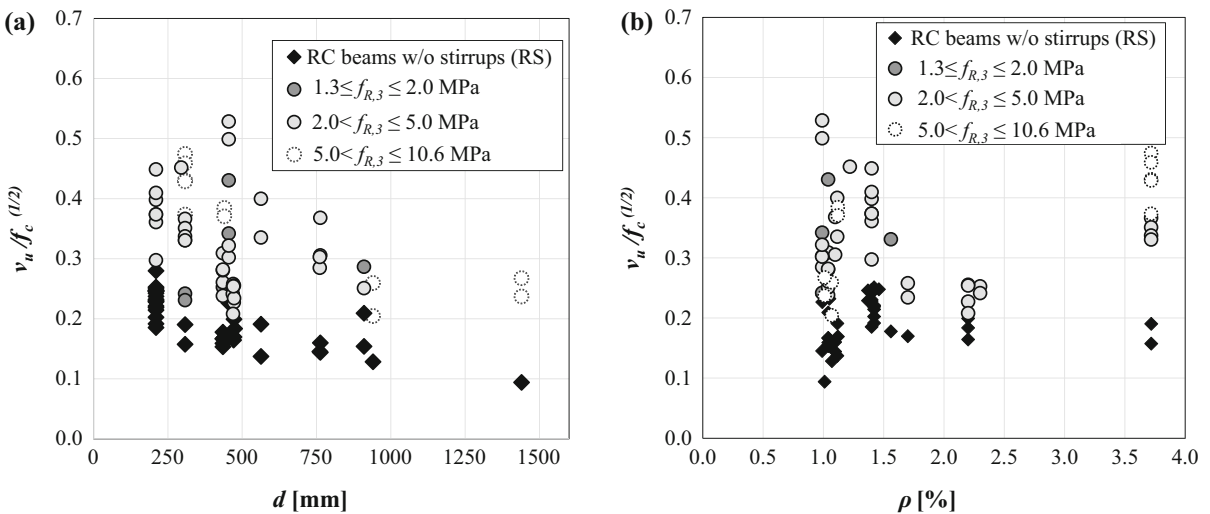 (a)
0.7
0.6
0.5
0.4
0.3
0.2
0.1
0.0
v_u/f_c^(1/2)
RC beams w/o stirrups (RS)
1.3≤f_R,3 ≤ 2.0 MPa
2.0<f_R,3 ≤ 5.0 MPa
5.0<f_R,3 ≤ 10.6 MPa
0 250 500 750 1000 1250 1500
d [mm]
(b)
0.7
0.6
0.5
0.4
0.3
0.2
0.1
0.0
v_u/f_c^(1/2)
RC beams w/o stirrups (RS)
1.3≤f_R,3 ≤ 2.0 MPa
2.0<f_R,3 ≤ 5.0 MPa
5.0<f_R,3 ≤ 10.6 MPa
0.0 0.5 1.0 1.5 2.0 2.5 3.0 3.5 4.0
ρ [%]